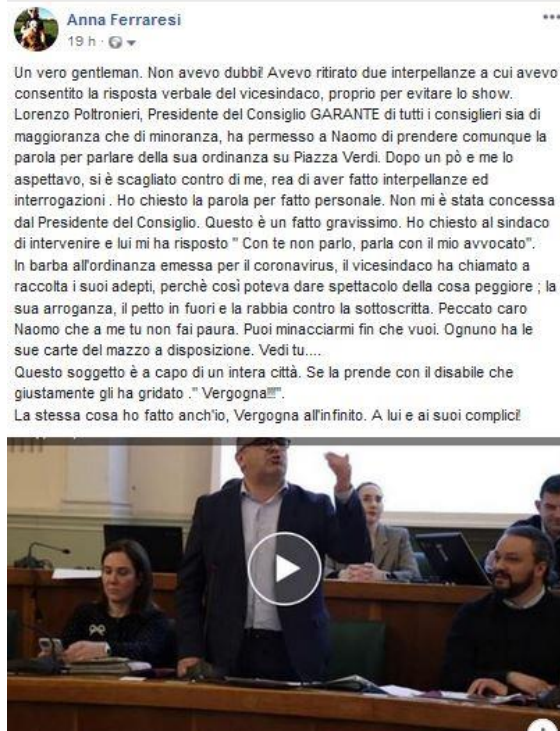 Anna Ferraresi
19 h ·
Un vero gentleman. Non avevo dubbi! Avevo ritirato due interpellanze a cui avevo
consentito la risposta verbale del vicesindaco, proprio per evitare lo show.
Lorenzo Poltronieri, Presidente del Consiglio GARANTE di tutti i consiglieri sia di
maggioranza che di minoranza, ha permesso a Naomo di prendere comunque la
parola per parlare della sua ordinanza su Piazza Verdi. Dopo un pò e me lo
aspettavo, si è scagliato contro di me, rea di aver fatto interpellanze ed
interrogazioni . Ho chiesto la parola per fatto personale. Non mi è stata concessa
dal Presidente del Consiglio. Questo è un fatto gravissimo. Ho chiesto al sindaco
di intervenire e lui mi ha risposto " Con te non parlo, parla con il mio avvocato".
In barba all'ordinanza emessa per il coronavirus, il vicesindaco ha chiamato a
raccolta i suoi adepti, perchè così poteva dare spettacolo della cosa peggiore ; la
sua arroganza, il petto in fuori e la rabbia contro la sottoscritta. Peccato caro
Naomo che a me tu non fai paura. Puoi minacciarmi fin che vuoi. Ognuno ha le
sue carte del mazzo a disposizione. Vedi tu....
Questo soggetto è a capo di un intera città. Se la prende con il disabile che
giustamente gli ha gridato ." Vergogna!!!".
La stessa cosa ho fatto anch'io, Vergogna all'infinito. A lui e ai suoi complici!